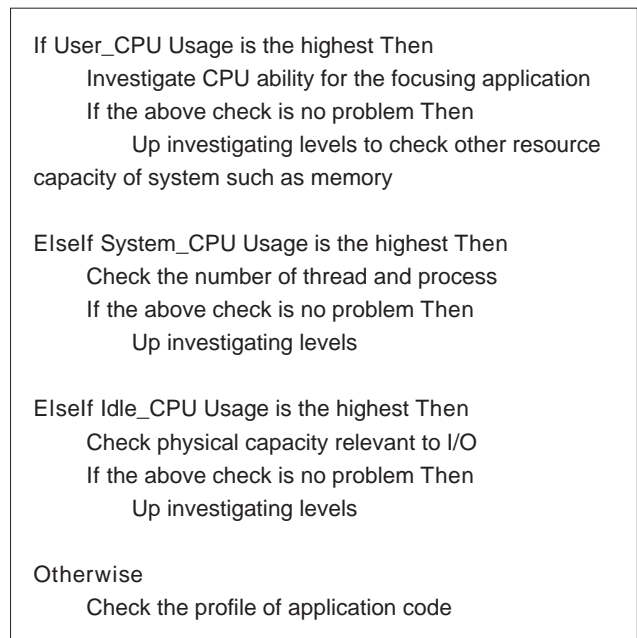 If User_CPU Usage is the highest Then
Investigate CPU ability for the focusing application
If the above check is no problem Then
Up investigating levels to check other resource
capacity of system such as memory
ElseIf System_CPU Usage is the highest Then
Check the number of thread and process
If the above check is no problem Then
Up investigating levels
ElseIf Idle_CPU Usage is the highest Then
Check physical capacity relevant to I/O
If the above check is no problem Then
Up investigating levels
Otherwise
Check the profile of application code